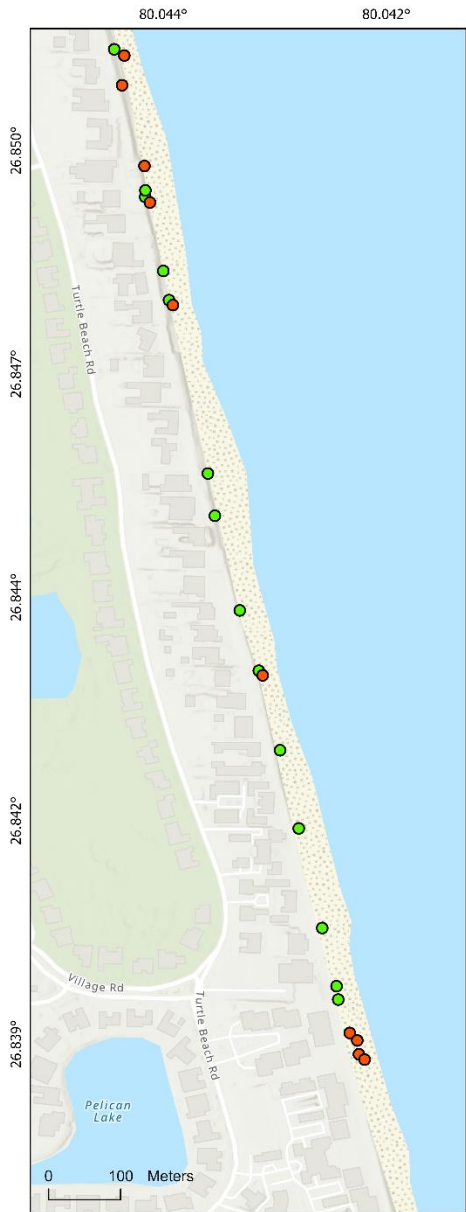 80.044° 80.042°
26.850°
Turtle Beach Rd
26.847°
26.844°
26.842°
Village Rd
Turtle Beach Rd
26.839°
Pelican
Lake
0 100 Meters